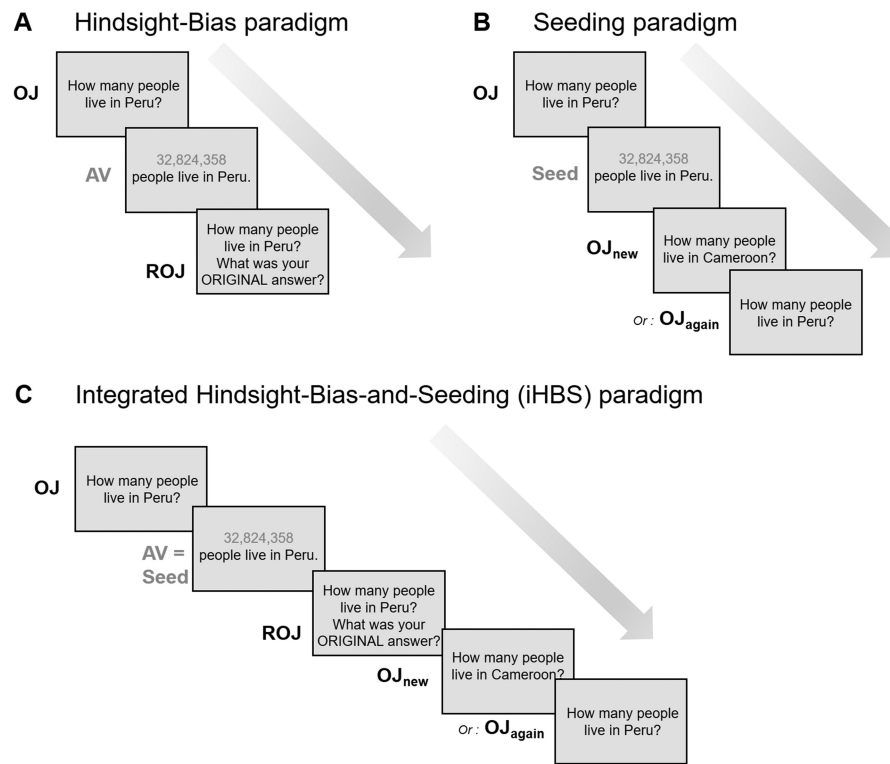 A Hindsight-Bias paradigm
OJ
How many people
live in Peru?
AV
32,824,358
people live in Peru.
ROJ
How many people
live in Peru?
What was your
ORIGINAL answer?
B Seeding paradigm
OJ
How many people
live in Peru?
Seed
32,824,358
people live in Peru.
OJnew
How many people
live in Cameroon?
Or : OJagain
How many people
live in Peru?
C Integrated Hindsight-Bias-and-Seeding (iHBS) paradigm
OJ
How many people
live in Peru?
AV =
Seed
32,824,358
people live in Peru.
ROJ
How many people
live in Peru?
What was your
ORIGINAL answer?
OJnew
How many people
live in Cameroon?
Or : OJagain
How many people
live in Peru?